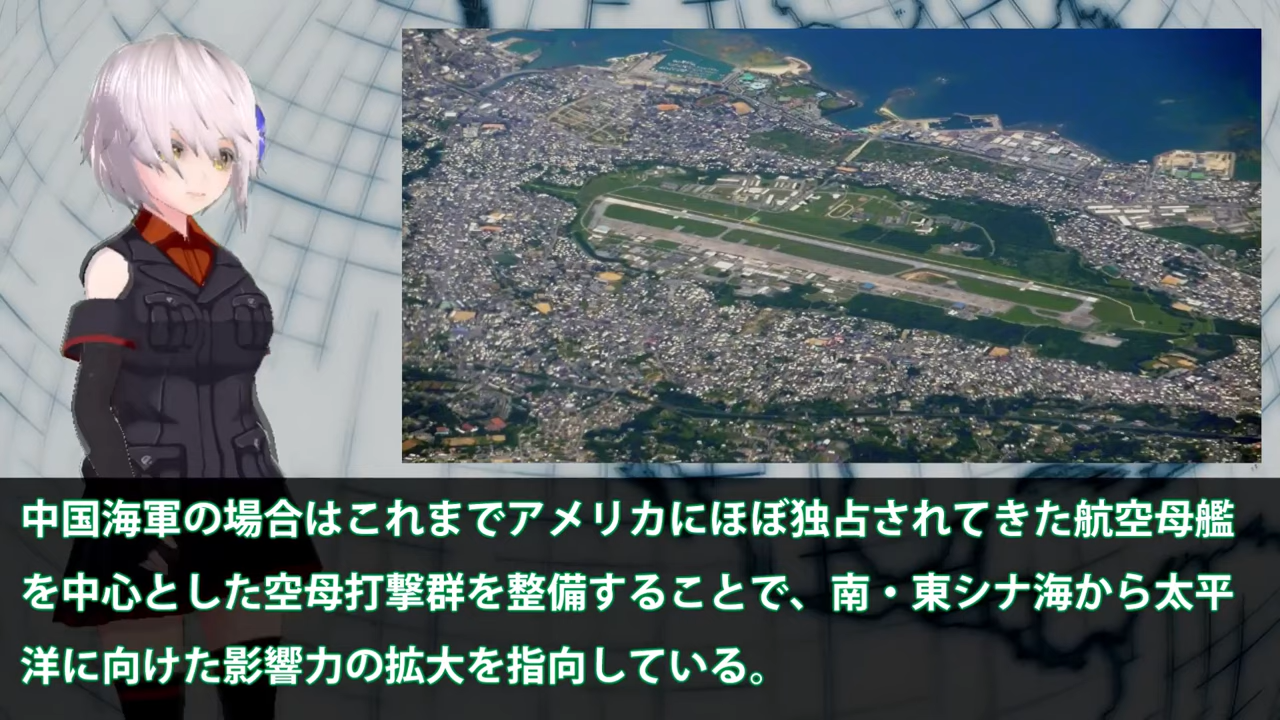 中国海軍の場合はこれまでアメリカにほぼ独占されてきた航空母艦
を中心とした空母打撃群を整備することで、南・東シナ海から太平
洋に向けた影響力の拡大を指向している。